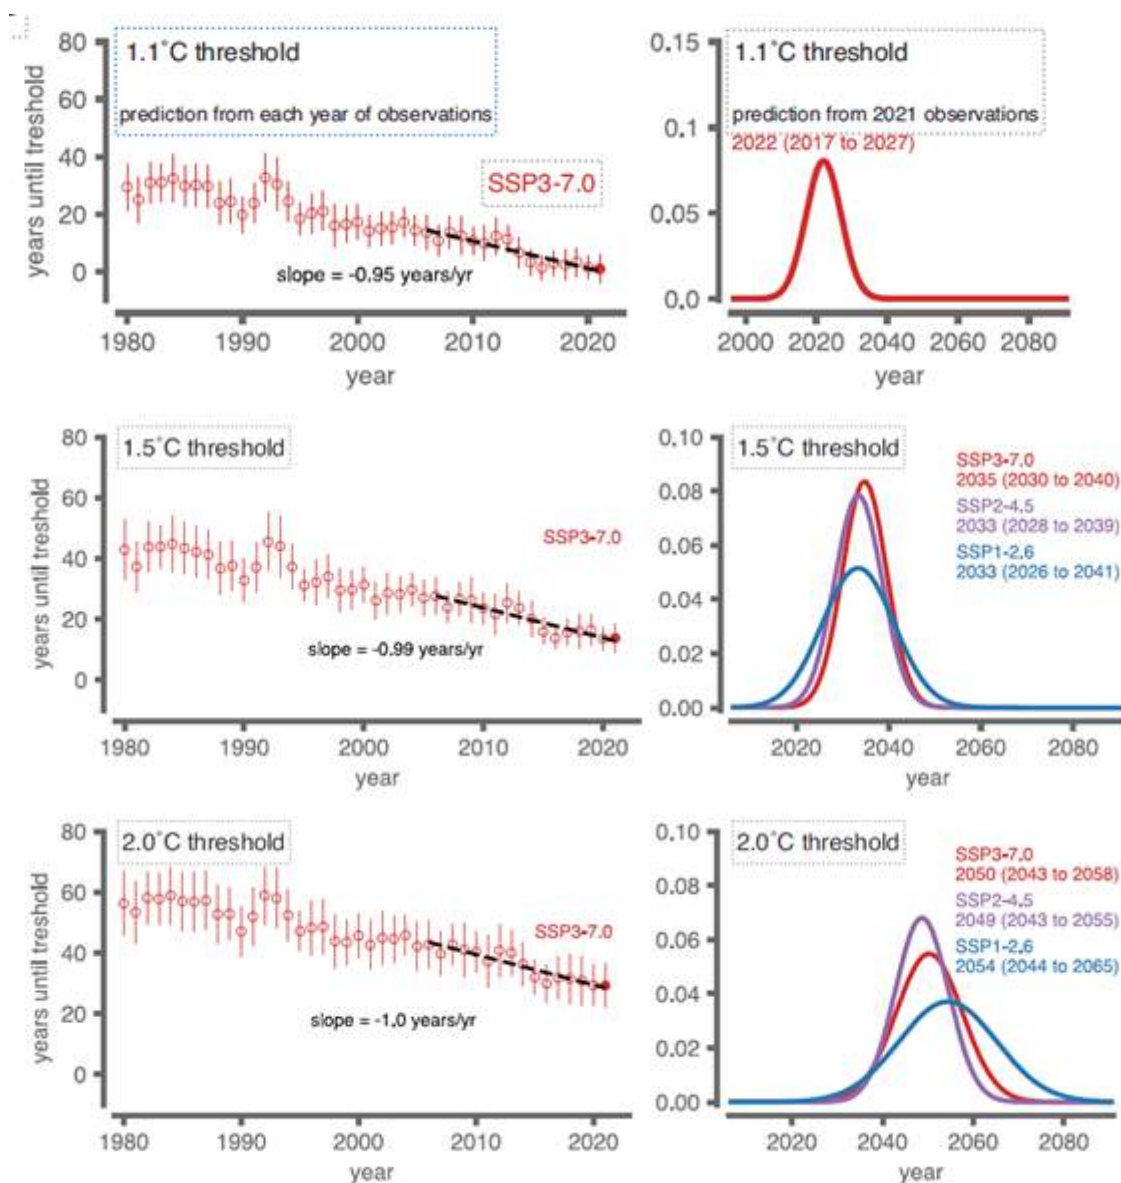 1.1°C threshold
prediction from each year of observations
SSP3-7.0
slope = -0.95 years/yr
years until treshold
80
60
40
20
0
1980
1990
2000
2010
2020
year
1.1°C threshold
prediction from 2021 observations
2022 (2017 to 2027)
0.15
0.1
0.05
0.0
2000
2020
2040
2060
2080
year
1.5°C threshold
SSP3-7.0
slope = -0.99 years/yr
years until treshold
80
60
40
20
0
1980
1990
2000
2010
2020
year
1.5°C threshold
SSP3-7.0
2035 (2030 to 2040)
SSP2-4.5
2033 (2028 to 2039)
SSP1-2.6
2033 (2026 to 2041)
0.10
0.08
0.06
0.04
0.02
0.00
2020
2040
2060
2080
year
2.0°C threshold
SSP3-7.0
slope = -1.0 years/yr
years until treshold
80
60
40
20
0
1980
1990
2000
2010
2020
year
2.0°C threshold
SSP3-7.0
2050 (2043 to 2058)
SSP2-4.5
2049 (2043 to 2055)
SSP1-2.6
2054 (2044 to 2065)
0.10
0.08
0.06
0.04
0.02
0.00
2020
2040
2060
2080
year